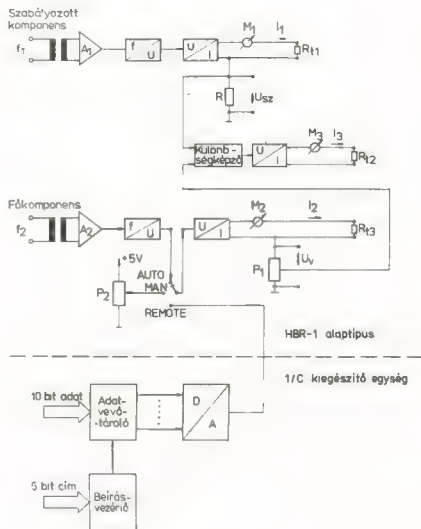 Szabályozott
komponens
f₁
A₁
f
U
U
I
M₁
I₁
Rt1
R
Usz
Különb-
ségképző
U
I
M₃
I₃
Rt2
Főkomponens
f₂
A₂
f
U
U
I
M₂
I₂
Rt3
+5V
P₂
AUTO
MAN
REMOTE
P₁
Uv
HBR-1 alaptípus
1/C kiegészítő egység
10 bit adat
Adat-
vevő-
tároló
D
A
5 bit cím
Beírás-
vezérlő